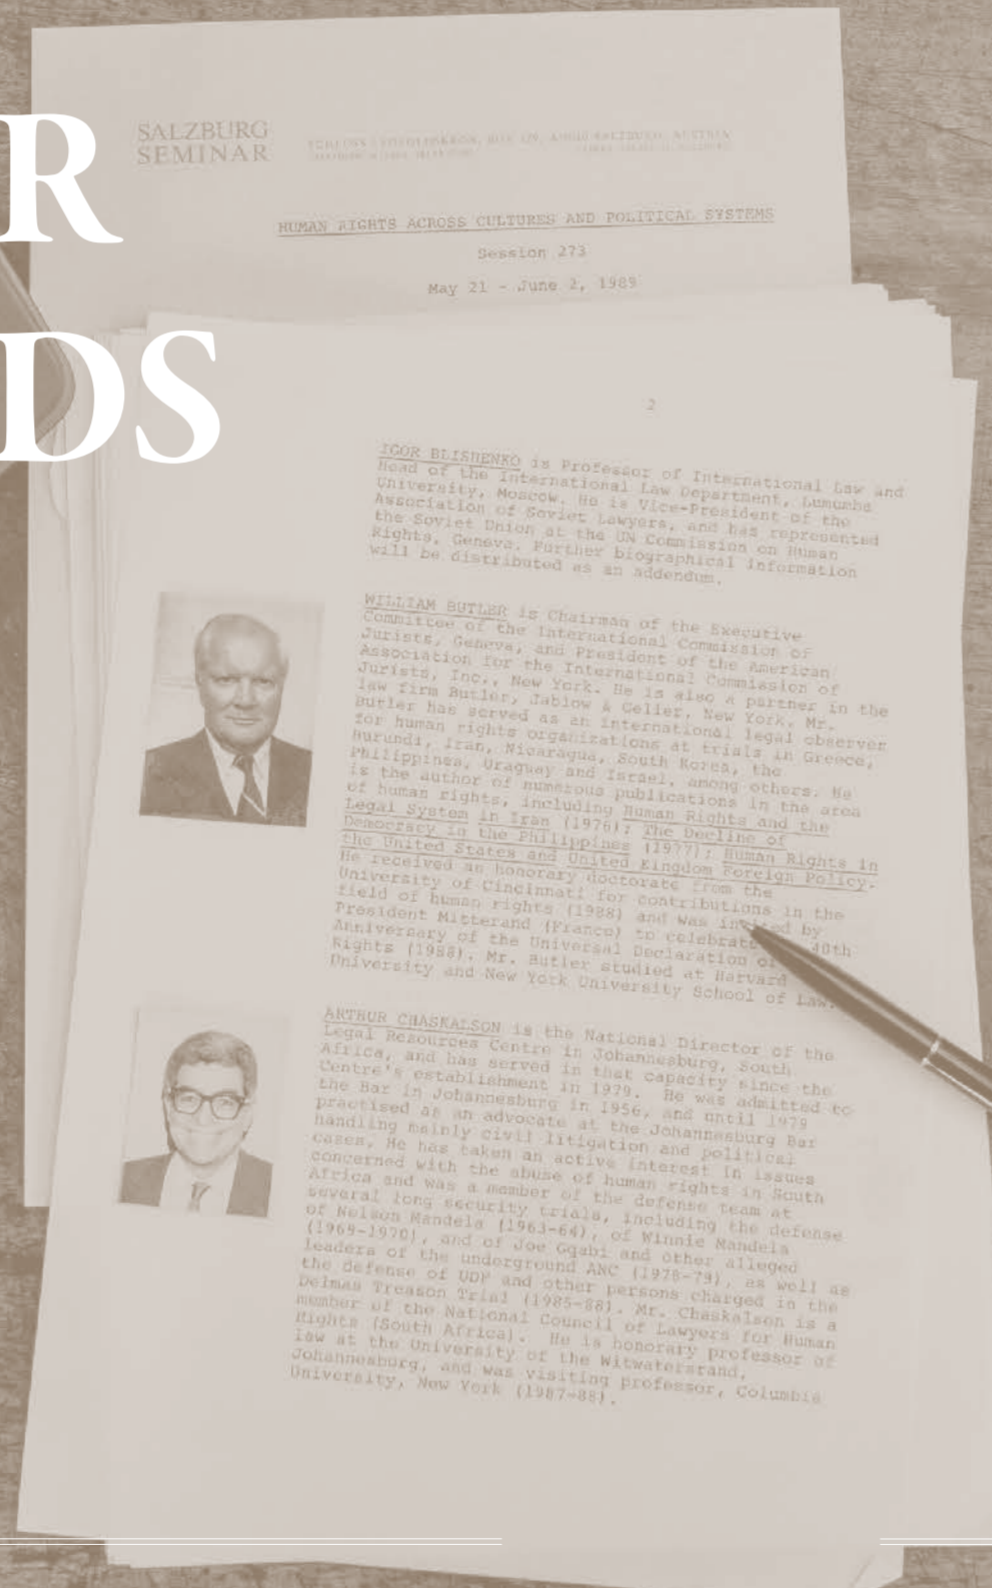 R
DS
SALZBURG
SEMINAR
HUMAN RIGHTS ACROSS CULTURES AND POLITICAL SYSTEMS
Session 273
May 21 - June 2, 1989
2
IGOR BLISHENKO is Professor of International Law and
Head of the International Law Department, Lumumba
University, Moscow. He is Vice-President of the
Association of Soviet Lawyers, and has represented
the Soviet Union at the UN Commission on Human
Rights, Geneva. Further biographical information
will be distributed as an addendum.
WILLIAM BUTLER is Chairman of the Executive
Committee of the International Commission of
Jurists, Geneva, and President of the American
Association for the International Commission of
Jurists, Inc., New York. He is also a partner in the
law firm Butler, Jablow & Geller, New York. Mr.
Butler has served as an international legal observer
for human rights organizations at trials in Greece,
Burundi, Iran, Nicaragua, South Korea, the
Philippines, Uraguay and Israel, among others. He
is the author of numerous publications in the area
of human rights, including Human Rights and the
Legal System in Iran (1976); The Decline of
Democracy in the Philippines (1977); Human Rights in
the United States and United Kingdom Foreign Policy.
He received an honorary doctorate from the
University of Cincinnati for contributions in the
field of human rights (1988) and was invited by
President Mitterand (France) to celebrate 40th
Anniversary of the Universal Declaration of
Rights (1988). Mr. Butler studied at Harvard
University and New York University School of Law.
ARTHUR CHASKALSON is the National Director of the
Legal Resources Centre in Johannesburg, South
Africa, and has served in that capacity since the
Centre's establishment in 1979. He was admitted to
the Bar in Johannesburg in 1956, and until 1979
practised as an advocate at the Johannesburg Bar
handling mainly civil litigation and political
cases. He has taken an active interest in issues
concerned with the abuse of human rights in South
Africa and was a member of the defense team at
several long security trials, including the defense
of Nelson Mandela (1963-64), of Winnie Mandela
(1969-1970), and of Joe Gqabi and other alleged
leaders of the underground ANC (1978-79), as well as
the defense of UDF and other persons charged in the
Delmas Treason Trial (1985-88). Mr. Chaskalson is a
member of the National Council of Lawyers for Human
Rights (South Africa). He is honorary professor of
law at the University of the Witwatersrand,
Johannesburg, and was visiting professor, Columbia
University, New York (1987-88).